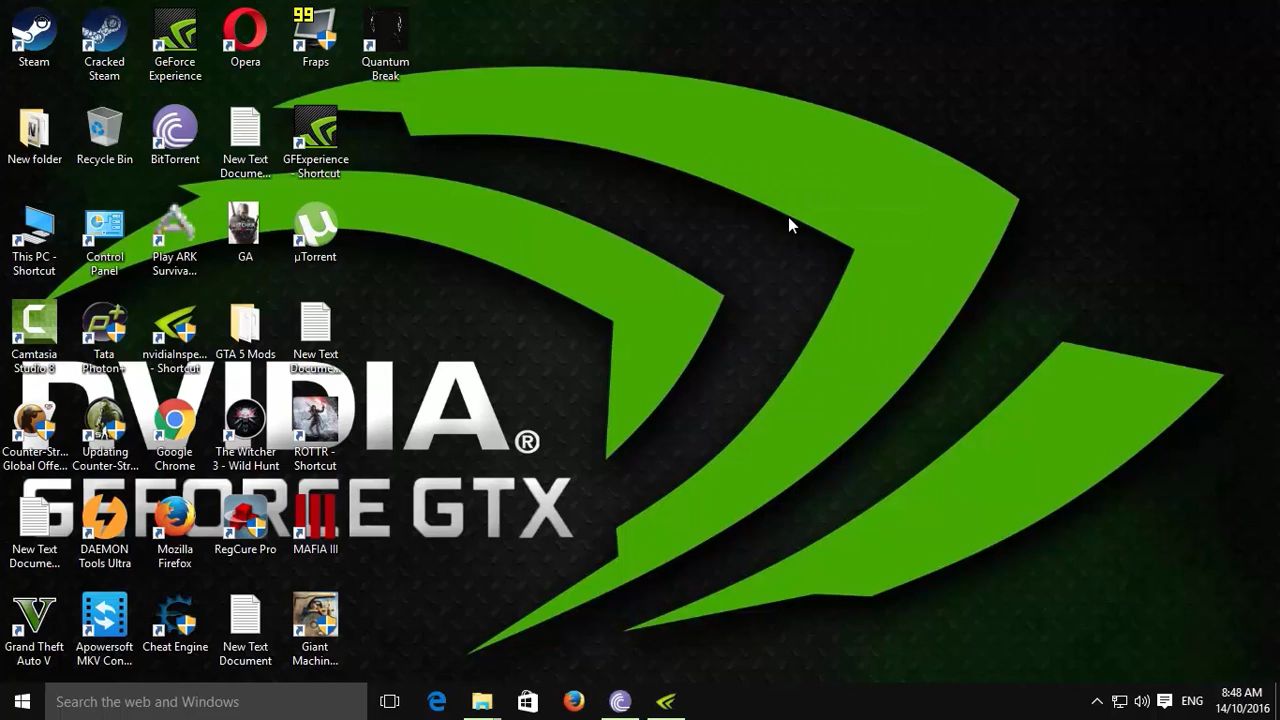 Steam
Cracked
Steam
GeForce
Experience
Opera
99
Fraps
Quantum
Break
New folder
Recycle Bin
BitTorrent
New Text
Docume...
GFExperience
- Shortcut
This PC -
Shortcut
Control
Panel
Play ARK
Surviva...
GA
µTorrent
Camtasia
Studio 8
Tata
Photon+
nvidiaInspe...
- Shortcut
GTA 5 Mods
New Text
Docume...
NVIDIA®
Counter-Str...
Global Offe...
Updating
Counter-Str...
Google
Chrome
The Witcher
3 - Wild Hunt
ROTTR -
Shortcut
GEFORCE GTX
New Text
Docume...
DAEMON
Tools Ultra
Mozilla
Firefox
RegCure Pro
MAFIA III
Grand Theft
Auto V
Apowersoft
MKV Con...
Cheat Engine
New Text
Document
Giant
Machin...
Search the web and Windows
ENG
8:48 AM
14/10/2016